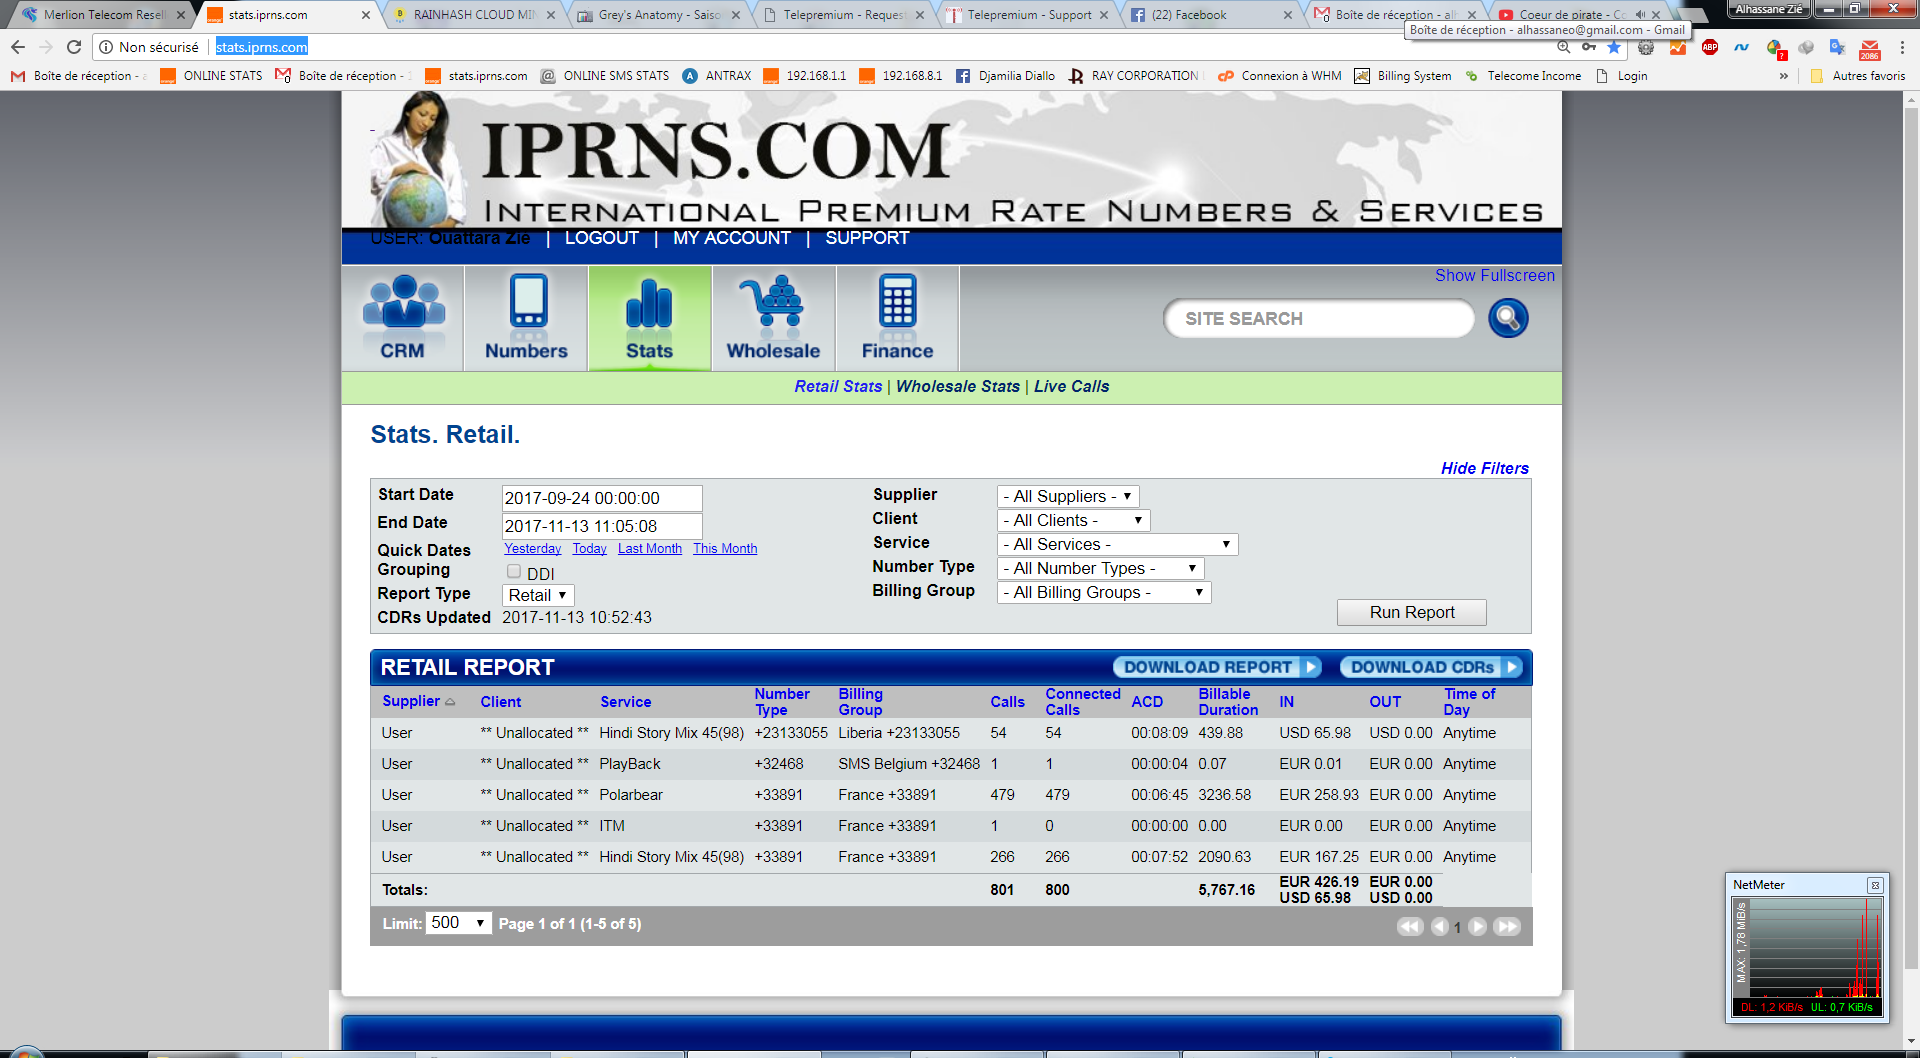 Merlion Telecom Resell
stats.iprns.com
RAINHASH CLOUD MIN
Grey's Anatomy - Saiso
Telepremium - Request
Telepremium - Support
(22) Facebook
Boîte de réception - al
Coeur de pirate - Co
Alhassane Zié
Boîte de réception - alhassaneo@gmail.com - Gmail
Non sécurisé
stats.iprns.com
ABP
?
2086
Boîte de réception - a
ONLINE STATS
Boîte de réception - 1
stats.iprns.com
ONLINE SMS STATS
ANTRAX
192.168.1.1
192.168.8.1
Djamilia Diallo
RAY CORPORATION
Connexion à WHM
Billing System
Telecome Income
Login
»
Autres favoris
IPRNS.COM
INTERNATIONAL PREMIUM RATE NUMBERS & SERVICES
USER: Ouattara Zie | LOGOUT | MY ACCOUNT | SUPPORT
Show Fullscreen
SITE SEARCH
CRM Numbers Stats Wholesale Finance
Retail Stats | Wholesale Stats | Live Calls
Stats. Retail.
Hide Filters
Start Date 2017-09-24 00:00:00
End Date 2017-11-13 11:05:08
Quick Dates Yesterday Today Last Month This Month
Grouping DDI
Report Type Retail
CDRs Updated 2017-11-13 10:52:43
Supplier - All Suppliers -
Client - All Clients -
Service - All Services -
Number Type - All Number Types -
Billing Group - All Billing Groups -
Run Report
RETAIL REPORT DOWNLOAD REPORT DOWNLOAD CDRs
Supplier Client Service Number Type Billing Group Calls Connected Calls ACD Billable Duration IN OUT Time of Day
User ** Unallocated ** Hindi Story Mix 45(98) +23133055 Liberia +23133055 54 54 00:08:09 439.88 USD 65.98 USD 0.00 Anytime
User ** Unallocated ** PlayBack +32468 SMS Belgium +32468 1 1 00:00:04 0.07 EUR 0.01 EUR 0.00 Anytime
User ** Unallocated ** Polarbear +33891 France +33891 479 479 00:06:45 3236.58 EUR 258.93 EUR 0.00 Anytime
User ** Unallocated ** ITM +33891 France +33891 1 0 00:00:00 0.00 EUR 0.00 EUR 0.00 Anytime
User ** Unallocated ** Hindi Story Mix 45(98) +33891 France +33891 266 266 00:07:52 2090.63 EUR 167.25 EUR 0.00 Anytime
Totals: 801 800 5,767.16 EUR 426.19 EUR 0.00
USD 65.98 USD 0.00
Limit: 500 Page 1 of 1 (1-5 of 5)
1
NetMeter
MAX: 1,78 MiB/s
DL: 1,2 KiB/s UL: 0,7 KiB/s